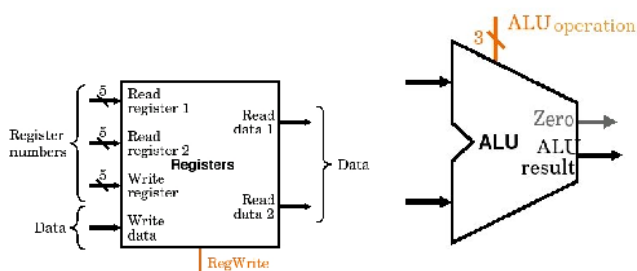 5
Read
register 1
5
Read
register 2
5
Write
register
Write
data
Registers
Read
data 1
Read
data 2
Register
numbers
Data
Data
RegWrite
3
ALU operation
ALU
Zero
ALU
result